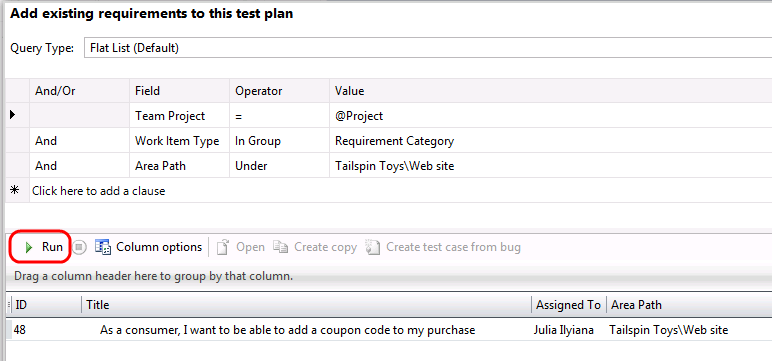 Add existing requirements to this test plan
Query Type: Flat List (Default)
And/Or Field Operator Value
Team Project = @Project
And Work Item Type In Group Requirement Category
And Area Path Under Tailspin Toys\Web site
* Click here to add a clause
Run Column options Open Create copy Create test case from bug
Drag a column header here to group by that column.
ID Title Assigned To Area Path
48 As a consumer, I want to be able to add a coupon code to my purchase Julia Ilyiana Tailspin Toys\Web site